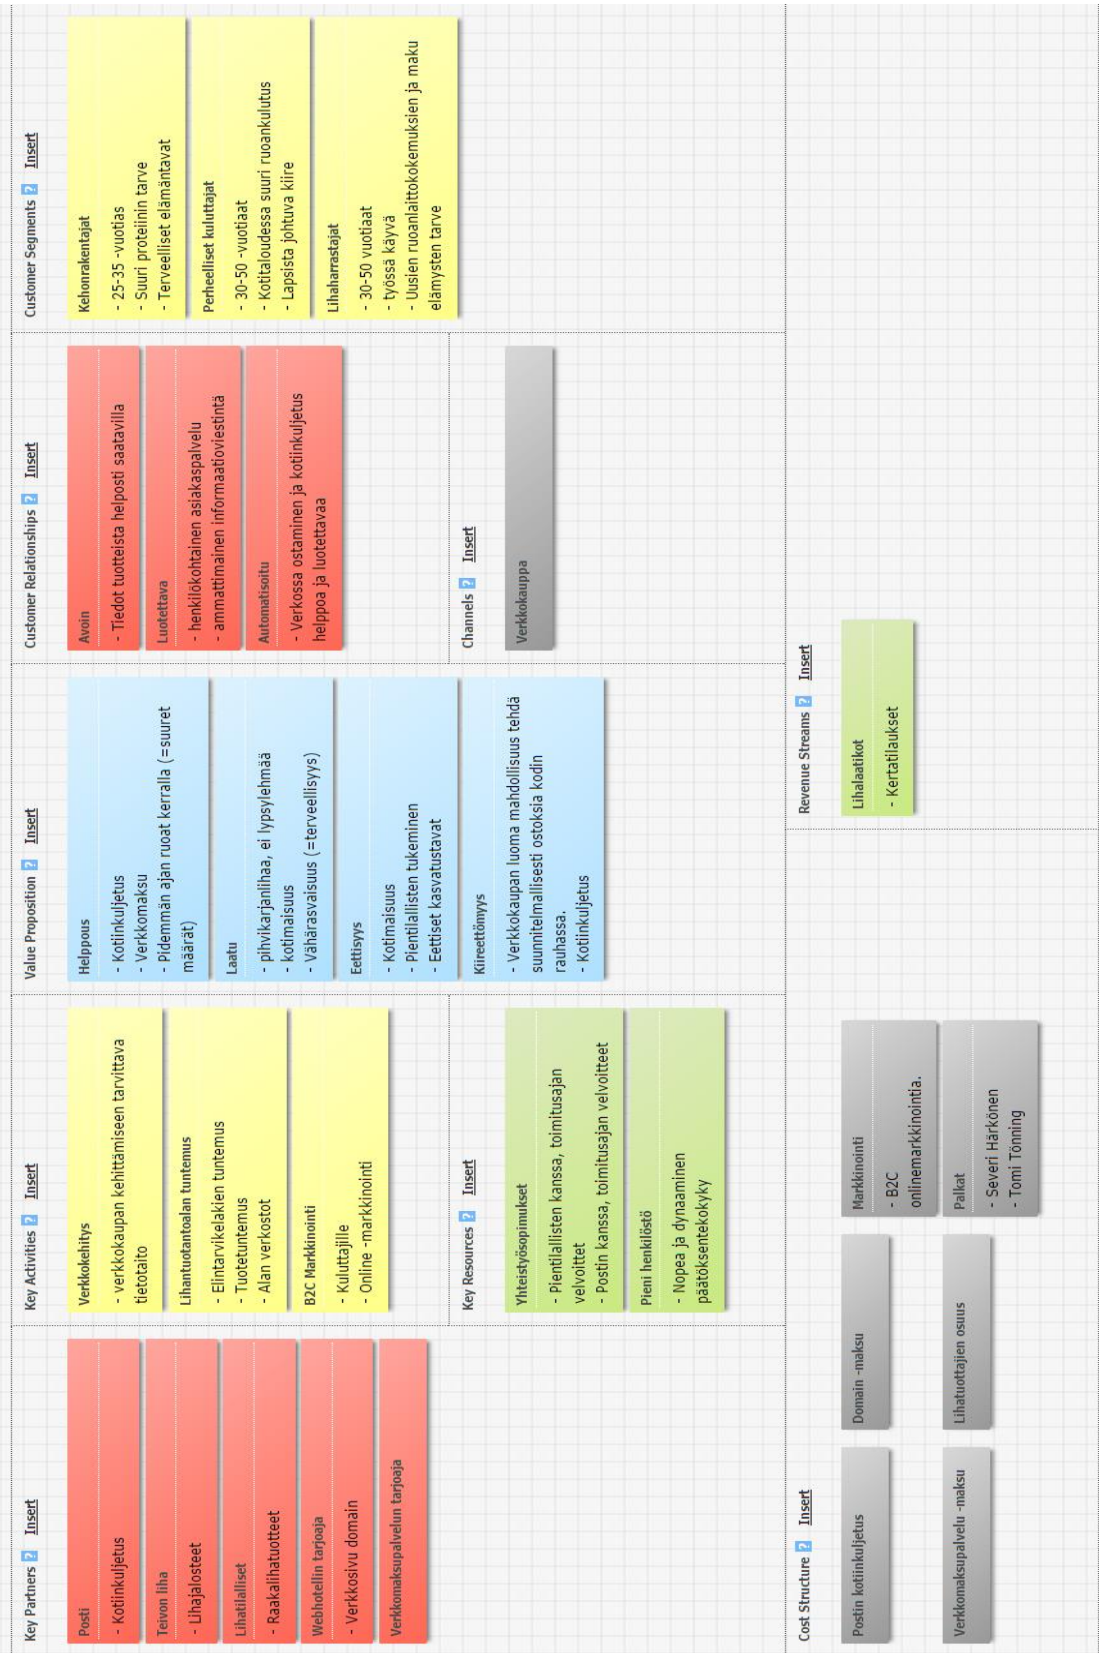 Key Partners ? Insert
Posti
- Kotiinkuljetus
Teivon liha
- Lihajalosteet
Lihatilalliset
- Raakalihatuotteet
Webhotellin tarjoaja
- Verkkosivu domain
Verkkomaksupalvelun tarjoaja
Key Activities ? Insert
Verkkokehitys
- verkkokaupan kehittämiseen tarvittava
tietotaito
Lihantuotantoalan tuntemus
- Elintarvikelakien tuntemus
- Tuotetuntemus
- Alan verkostot
B2C Markkinointi
- Kuluttajille
- Online -markkinointi
Key Resources ? Insert
Yhteistyösopimukset
- Pientilallisten kanssa, toimitusajan
velvoittet
- Postin kanssa, toimitusajan velvoitteet
Pieni henkilöstö
- Nopea ja dynaaminen
päätöksentekokyky
Value Proposition ? Insert
Helppous
- Kotiinkuljetus
- Verkkomaksu
- Pidemmän ajan ruoat kerralla (=suuret
määrät)
Laatu
- pihvikarjanlihaa, ei lypsylehmää
- kotimaisuus
- Vähärasvaisuus (=terveellisyys)
Eettisyys
- Kotimaisuus
- Pientilallisten tukeminen
- Eettiset kasvatustavat
Kiireettömyys
- Verkkokaupan luoma mahdollisuus tehdä
suunnitelmallisesti ostoksia kodin
rauhassa.
- Kotiinkuljetus
Customer Relationships ? Insert
Avoin
- Tiedot tuotteista helposti saatavilla
Luotettava
- henkilökohtainen asiakaspalvelu
- ammattimainen informaatioviestintä
Automatisoitu
- Verkossa ostaminen ja kotiinkuljetus
helppoa ja luotettavaa
Channels ? Insert
Verkkokauppa
Customer Segments ? Insert
Kehonrakentajat
- 25-35 -vuotias
- Suuri proteiinin tarve
- Terveelliset elämäntavat
Perheelliset kuluttajat
- 30-50 -vuotiaat
- Kotitaloudessa suuri ruoankulutus
- Lapsista johtuva kiire
Lihaharrastajat
- 30-50 vuotiaat
- työssä käyvä
- Uusien ruoanlaittokokemuksien ja maku
elämysten tarve
Cost Structure ? Insert
Postin kotiinkuljetus
Domain -maksu
Markkinointi
- B2C
onlinemarkkinointia.
Verkkomaksupalvelu -maksu
Lihatuottajien osuus
Palkat
- Severi Härkönen
- Tomi Tönning
Revenue Streams ? Insert
Lihalaatikot
- Kertatilaukset